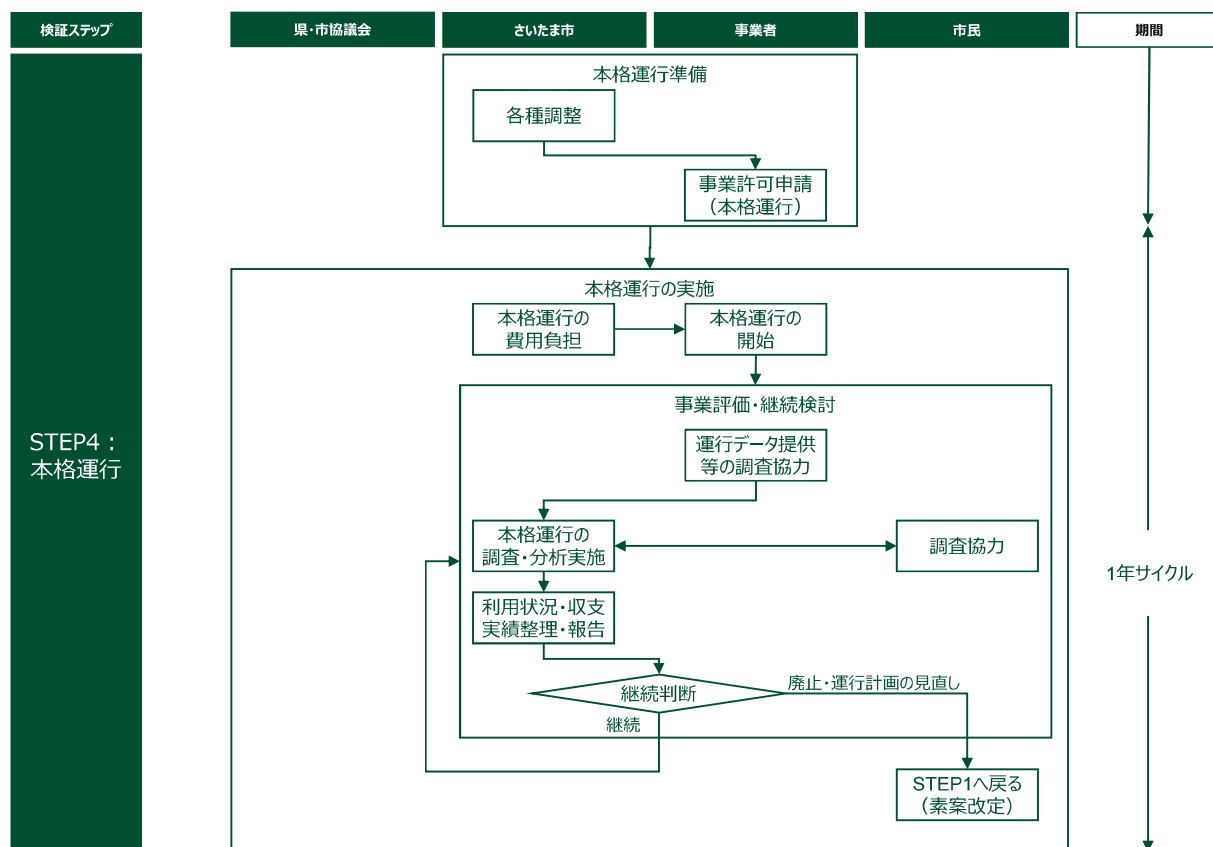 検証ステップ
県・市協議会
さいたま市
事業者
市民
期間
本格運行準備
各種調整
事業許可申請
（本格運行）
本格運行の実施
本格運行の
費用負担
本格運行の
開始
事業評価・継続検討
運行データ提供
等の調査協力
STEP4：
本格運行
本格運行の
調査・分析実施
調査協力
1年サイクル
利用状況・収支
実績整理・報告
継続判断
廃止・運行計画の見直し
継続
STEP1へ戻る
（素案改定）